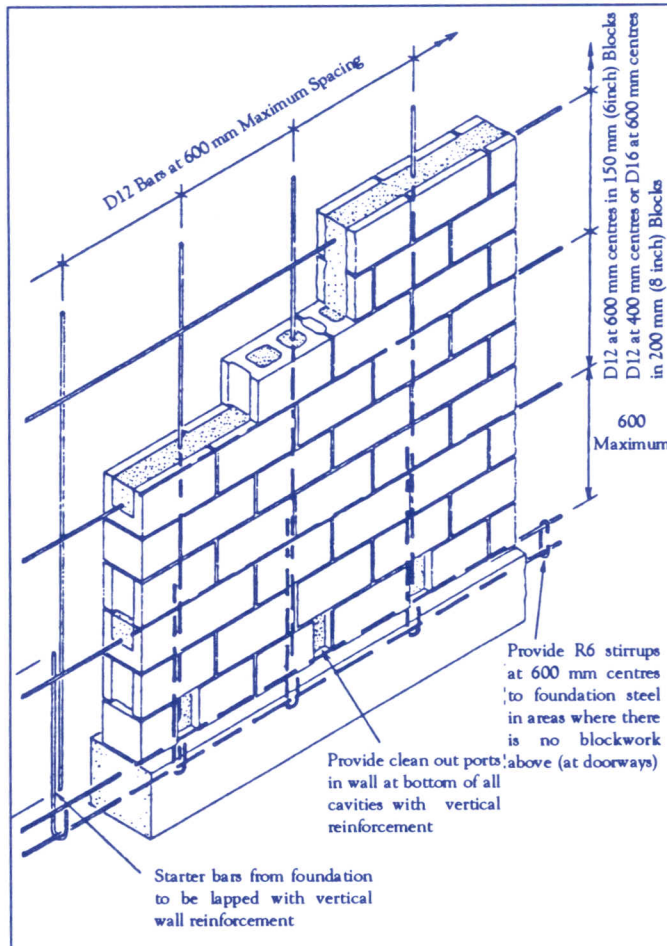 D12 Bars at 600 mm Maximum Spacing
D12 at 600 mm centres in 150 mm (6inch) Blocks
D12 at 400 mm centres or D16 at 600 mm centres
in 200 mm (8 inch) Blocks
600
Maximum
Provide R6 stirrups
at 600 mm centres
to foundation steel
in areas where there
is no blockwork
above (at doorways)
Provide clean out ports
in wall at bottom of all
cavities with vertical
reinforcement
Starter bars from foundation
to be lapped with vertical
wall reinforcement